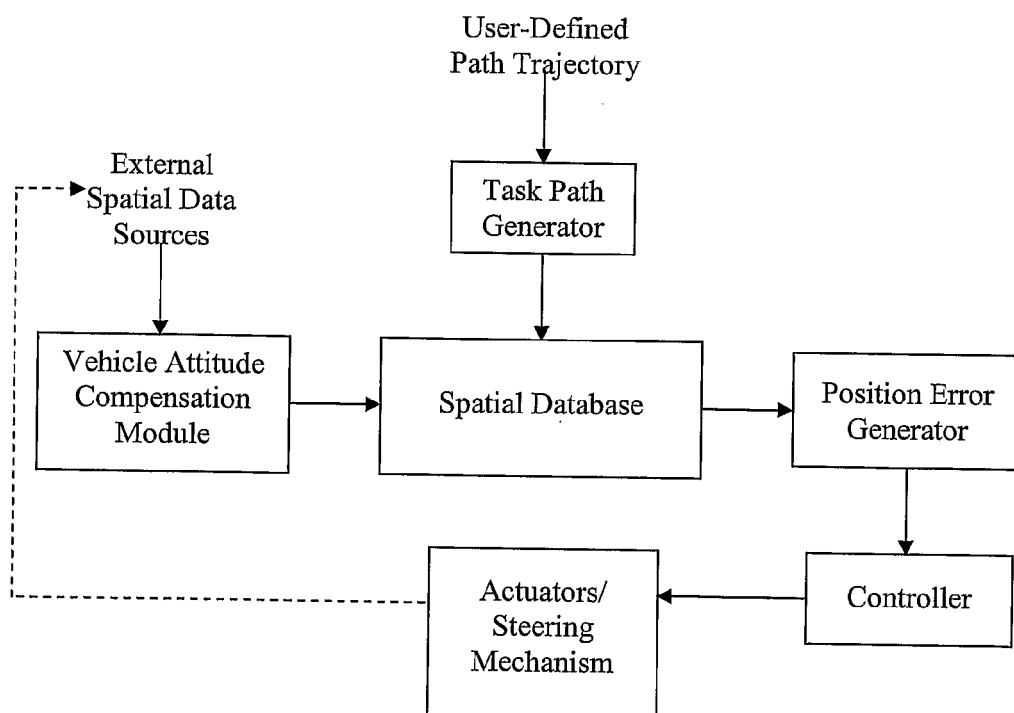 User-Defined
Path Trajectory
External
Spatial Data
Sources
Task Path
Generator
Vehicle Attitude
Compensation
Module
Spatial Database
Position Error
Generator
Actuators/
Steering
Mechanism
Controller